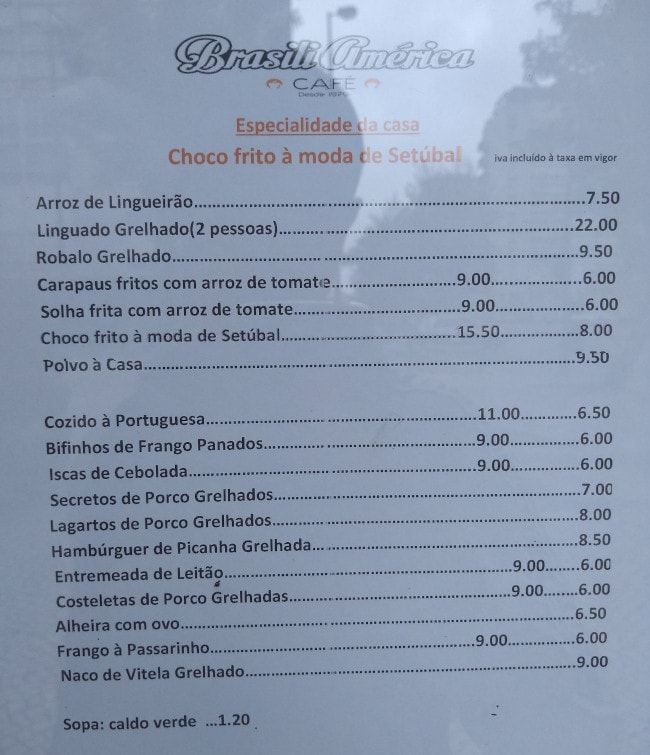 Brasili América
CAFÉ
Especialidade da casa
Choco frito à moda de Setúbal iva incluído à taxa em vigor
Arroz de Lingueirão.....7.50
Linguado Grelhado(2 pessoas).....22.00
Robalo Grelhado.....9.50
Carapaus fritos com arroz de tomate.....9.00.....6.00
Solha frita com arroz de tomate.....9.00.....6.00
Choco frito à moda de Setúbal.....15.50.....8.00
Polvo à Casa.....9.50
Cozido à Portuguesa.....11.00.....6.50
Bifinhos de Frango Panados.....9.00.....6.00
Iscas de Cebolada.....9.00.....6.00
Secretos de Porco Grelhados.....7.00
Lagartos de Porco Grelhados.....8.00
Hambúrguer de Picanha Grelhada.....8.50
Entremeada de Leitão.....9.00.....6.00
Costeletas de Porco Grelhadas.....9.00.....6.00
Alheira com ovo.....6.50
Frango à Passarinho.....9.00.....6.00
Naco de Vitela Grelhado.....9.00
Sopa: caldo verde ...1.20